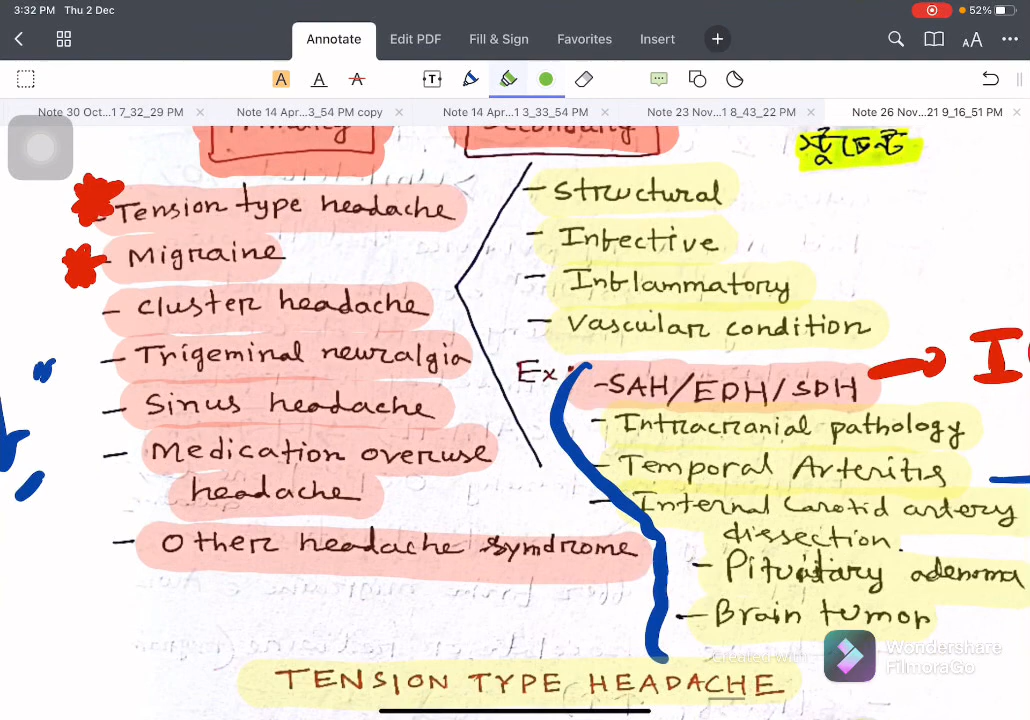 3:32 PM Thu 2 Dec
52%
Annotate
Edit PDF
Fill & Sign
Favorites
Insert
Note 30 Oct...1 7_32_29 PM
Note 14 Apr...3_54 PM copy
Note 14 Apr...1 3_33_54 PM
Note 23 Nov...1 8_43_22 PM
Note 26 Nov...21 9_16_51 PM
Primary
Secondary
- Tension type headache
- Migraine
- Cluster headache
- Trigeminal neuralgia
- Sinus headache
- Medication overuse
headache
- Other headache symdrome
- Structural
- Infective
- Inflammatory
- Vascular condition
Ex:
- SAH/EDH/SDH
- Intracranial pathology
- Temporal Arteritis
- Internal Carotid artery
dissection.
- Pituitary adenoma
- Brain tumor
TENSION TYPE HEADACHE
Created with
Wondershare
FilmoraGo